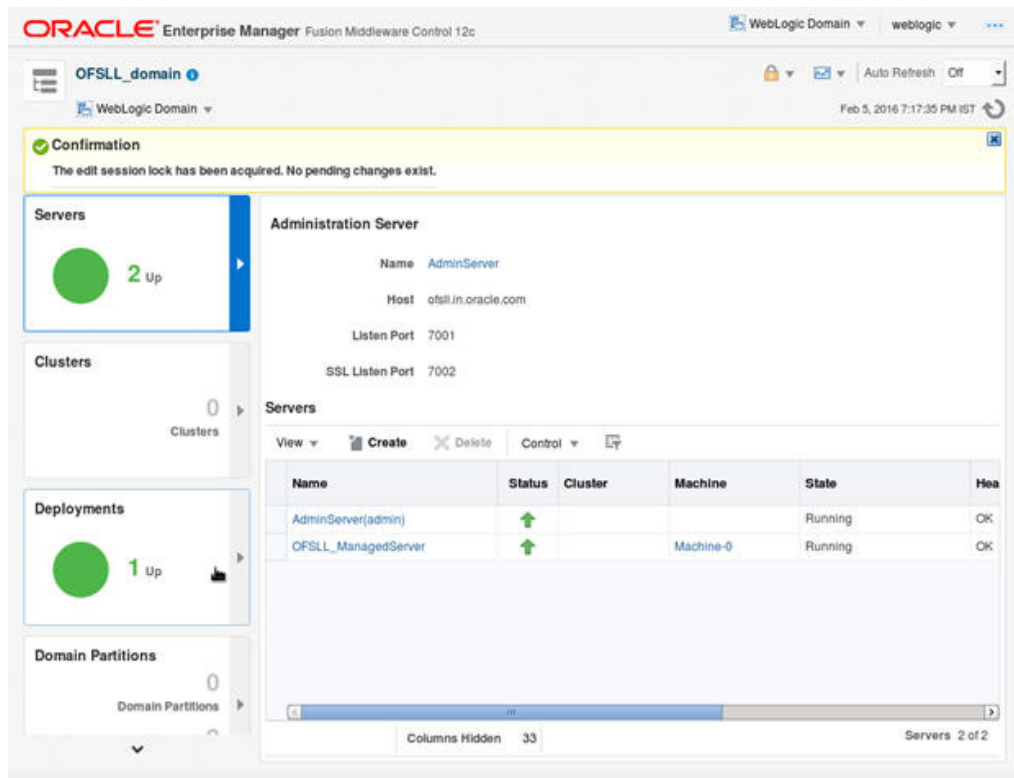 ORACLE Enterprise Manager Fusion Middleware Control 12c
WebLogic Domain
weblogic
OFSLL_domain
WebLogic Domain
Auto Refresh Off
Feb 5, 2016 7:17:35 PM IST
Confirmation
The edit session lock has been acquired. No pending changes exist.
Servers
2 Up
Clusters
0
Clusters
Deployments
1 Up
Domain Partitions
0
Domain Partitions
Administration Server
Name AdminServer
Host ofsll.in.oracle.com
Listen Port 7001
SSL Listen Port 7002
Servers
View Create Delete Control
Name Status Cluster Machine State Hea
AdminServer(admin) Running OK
OFSLL_ManagedServer Machine-0 Running OK
Columns Hidden 33
Servers 2 of 2